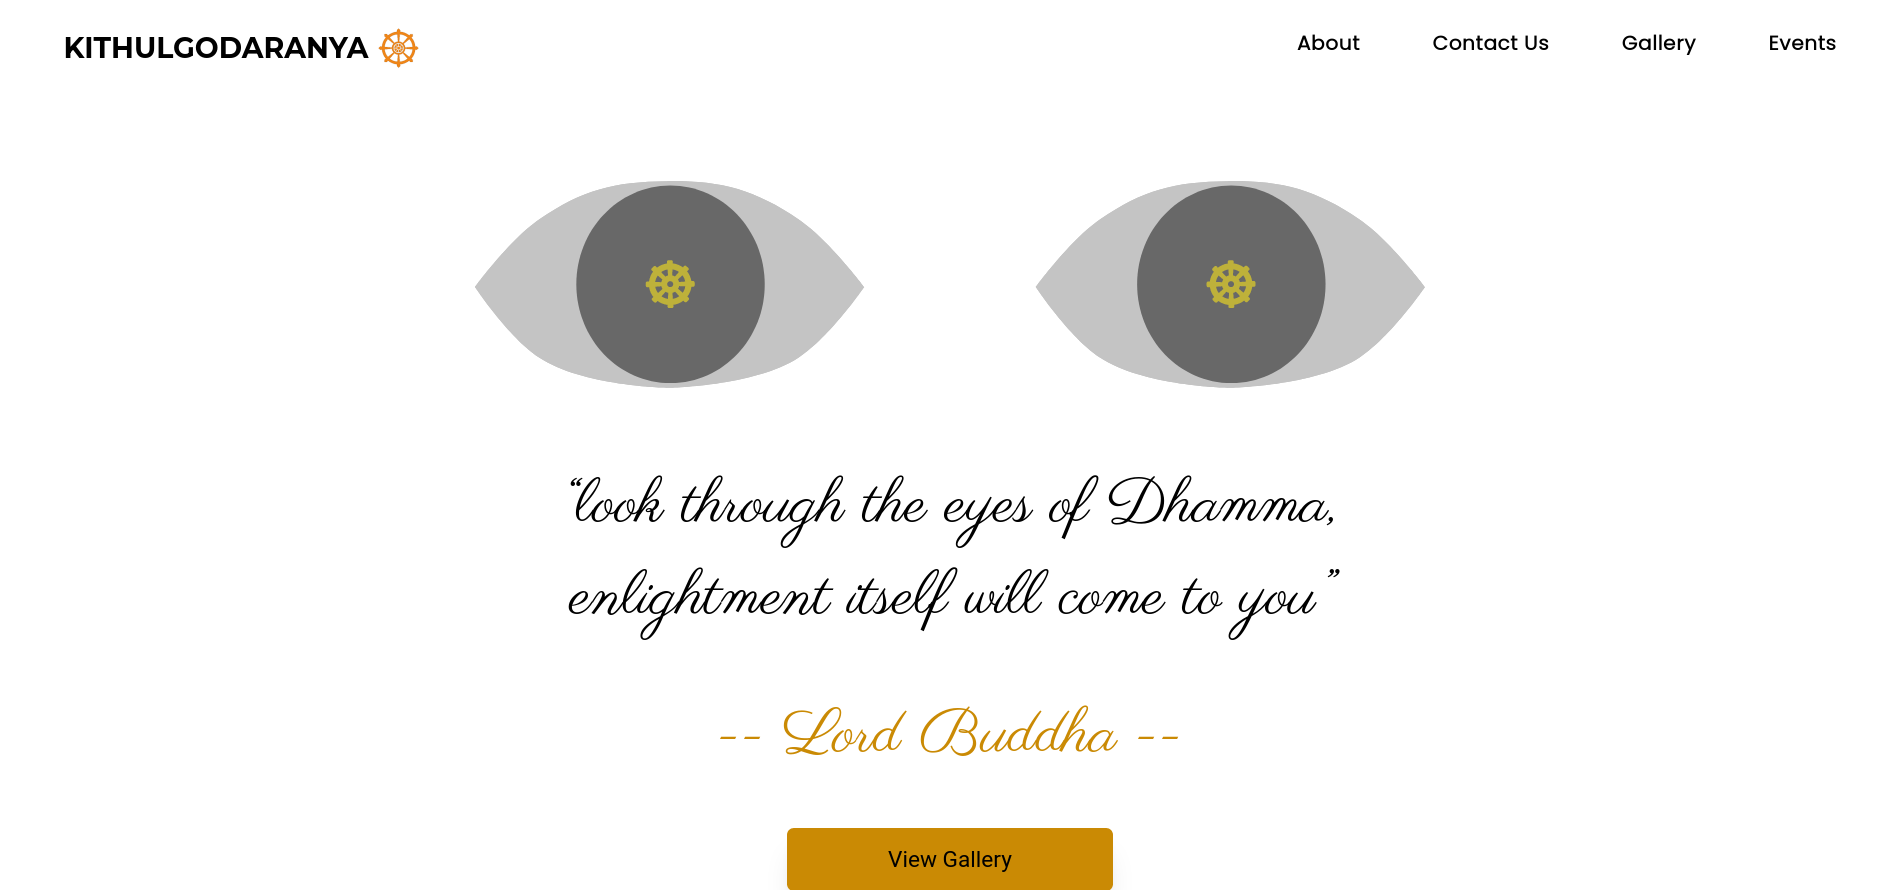 KITHULGODARANYA
About Contact Us Gallery Events
“look through the eyes of Dhamma,
enlightment itself will come to you”
-- Lord Buddha --
View Gallery